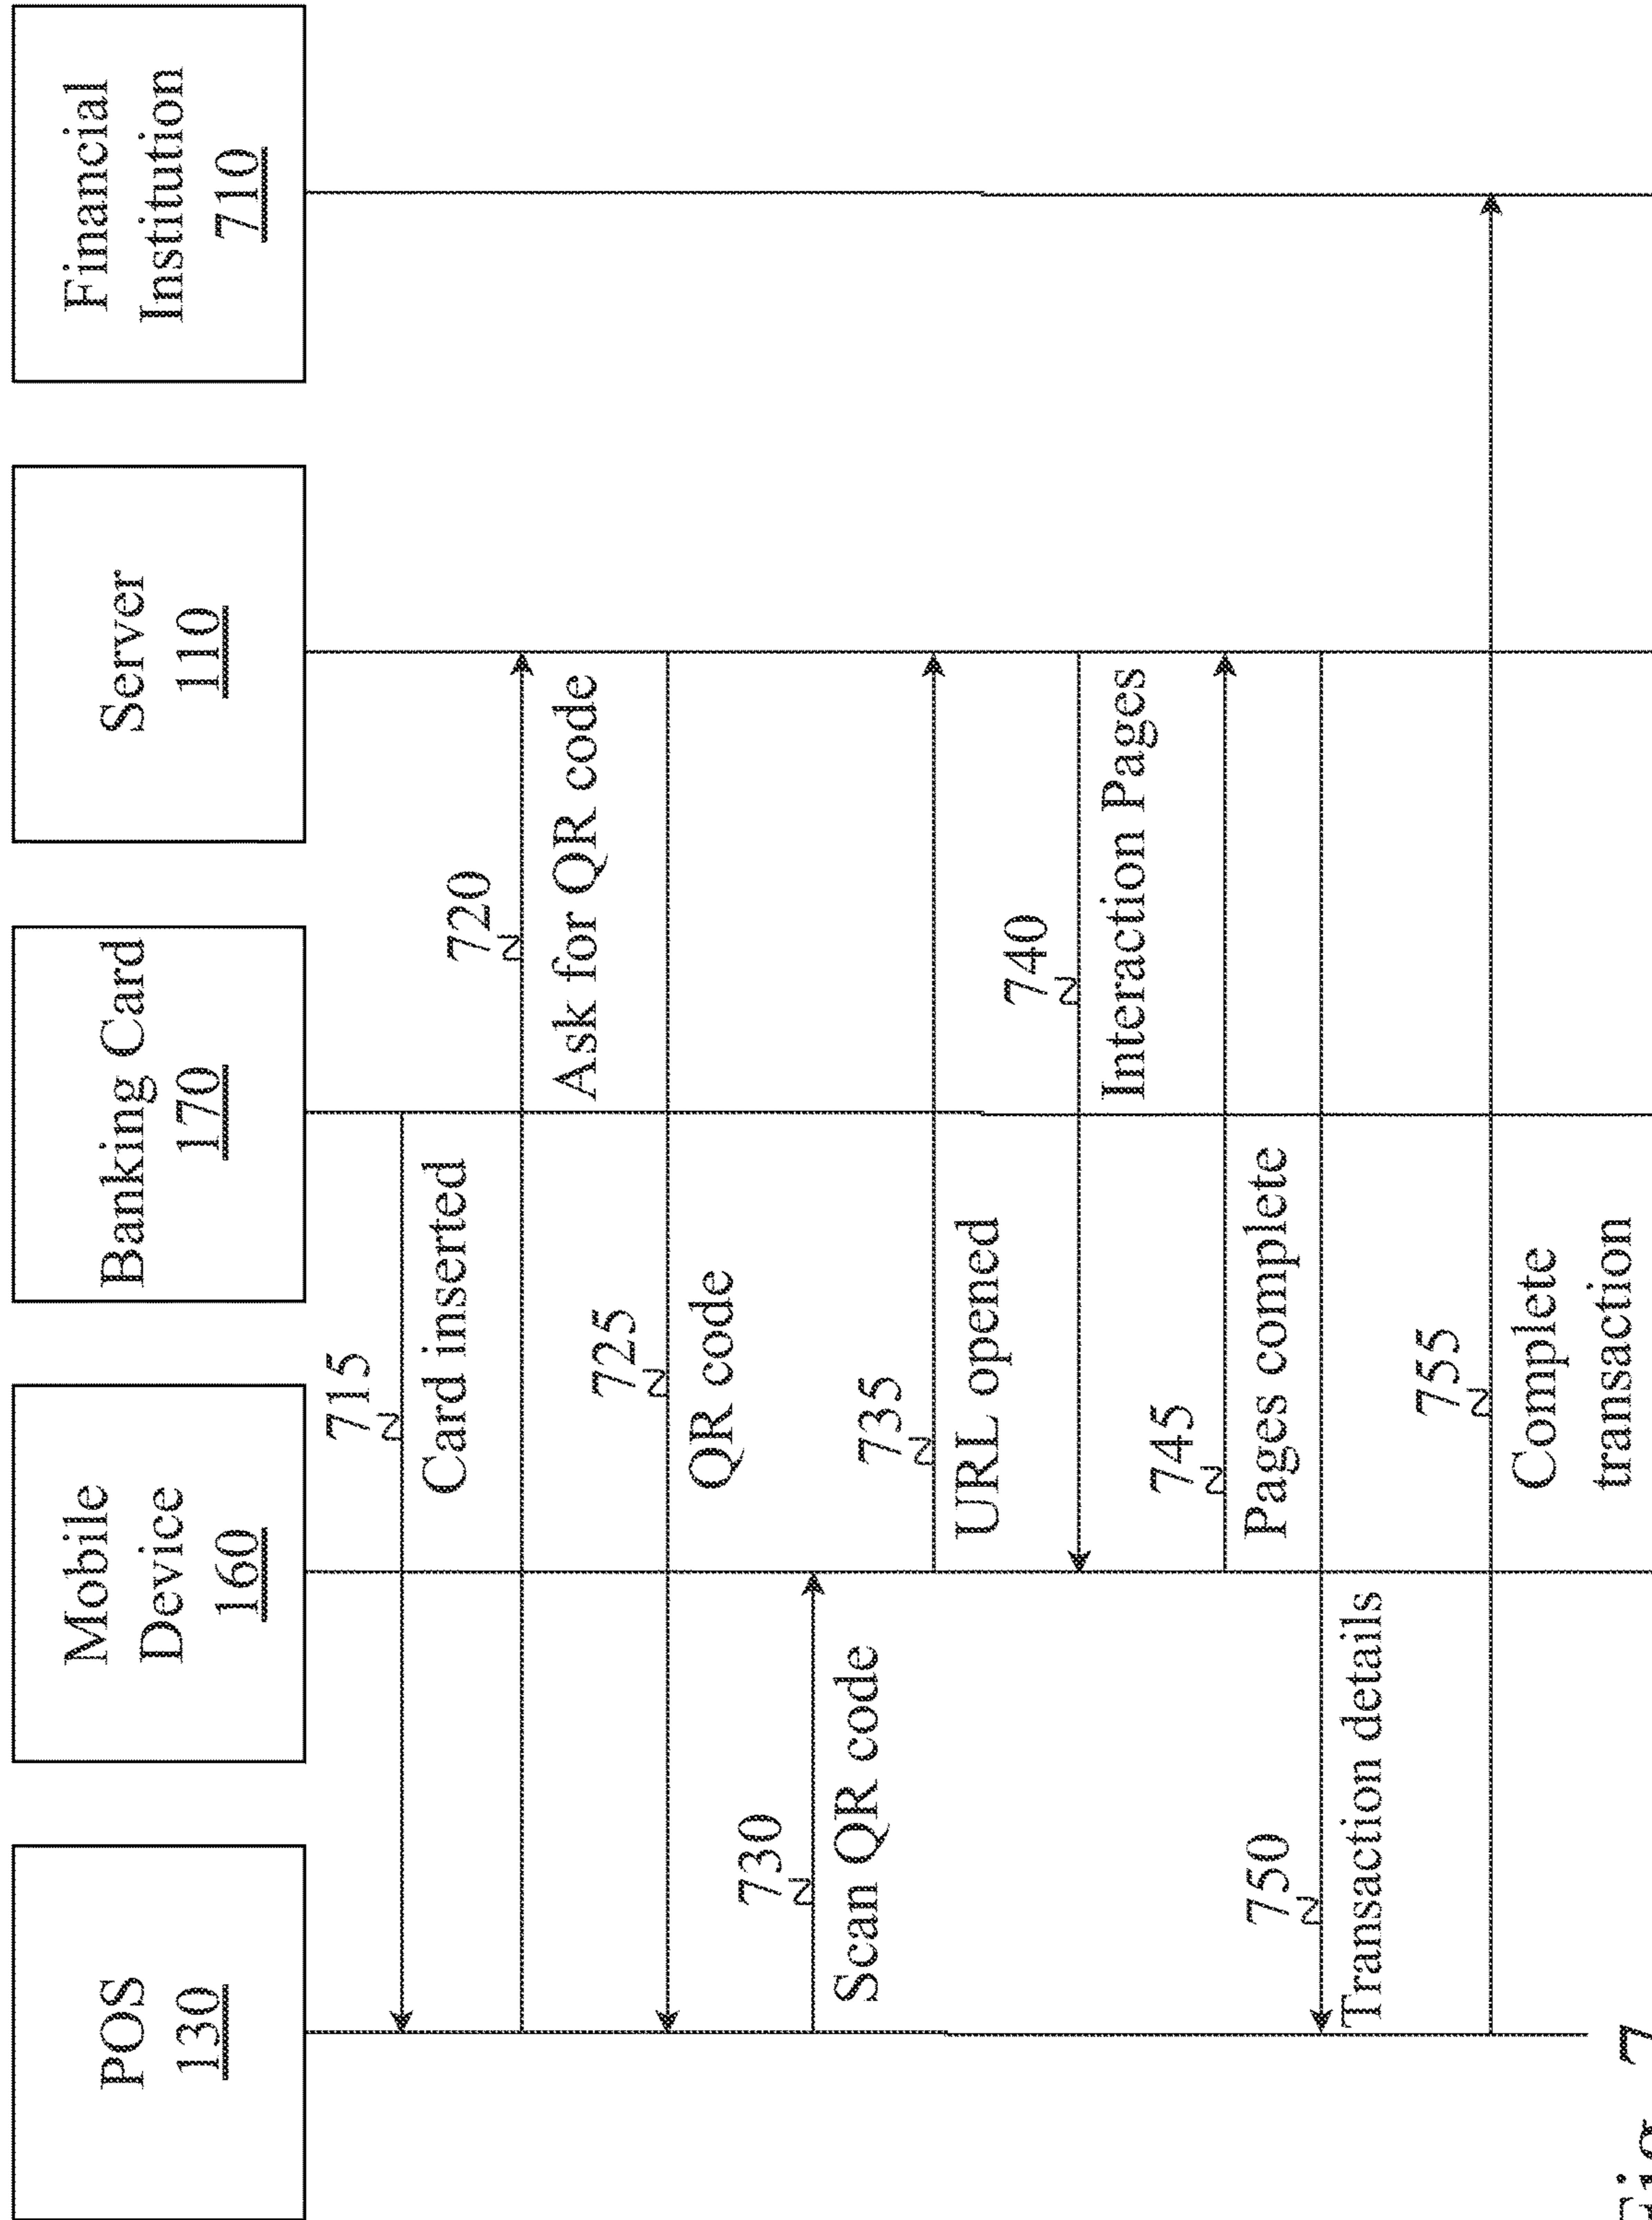 POS
130
Mobile
Device
160
Banking Card
170
Server
110
Financial
Institution
710
715
Card inserted
720
Ask for QR code
725
QR code
730
Scan QR code
735
URL opened
740
Interaction Pages
745
Pages complete
750
Transaction details
755
Complete
transaction
Fig. 7